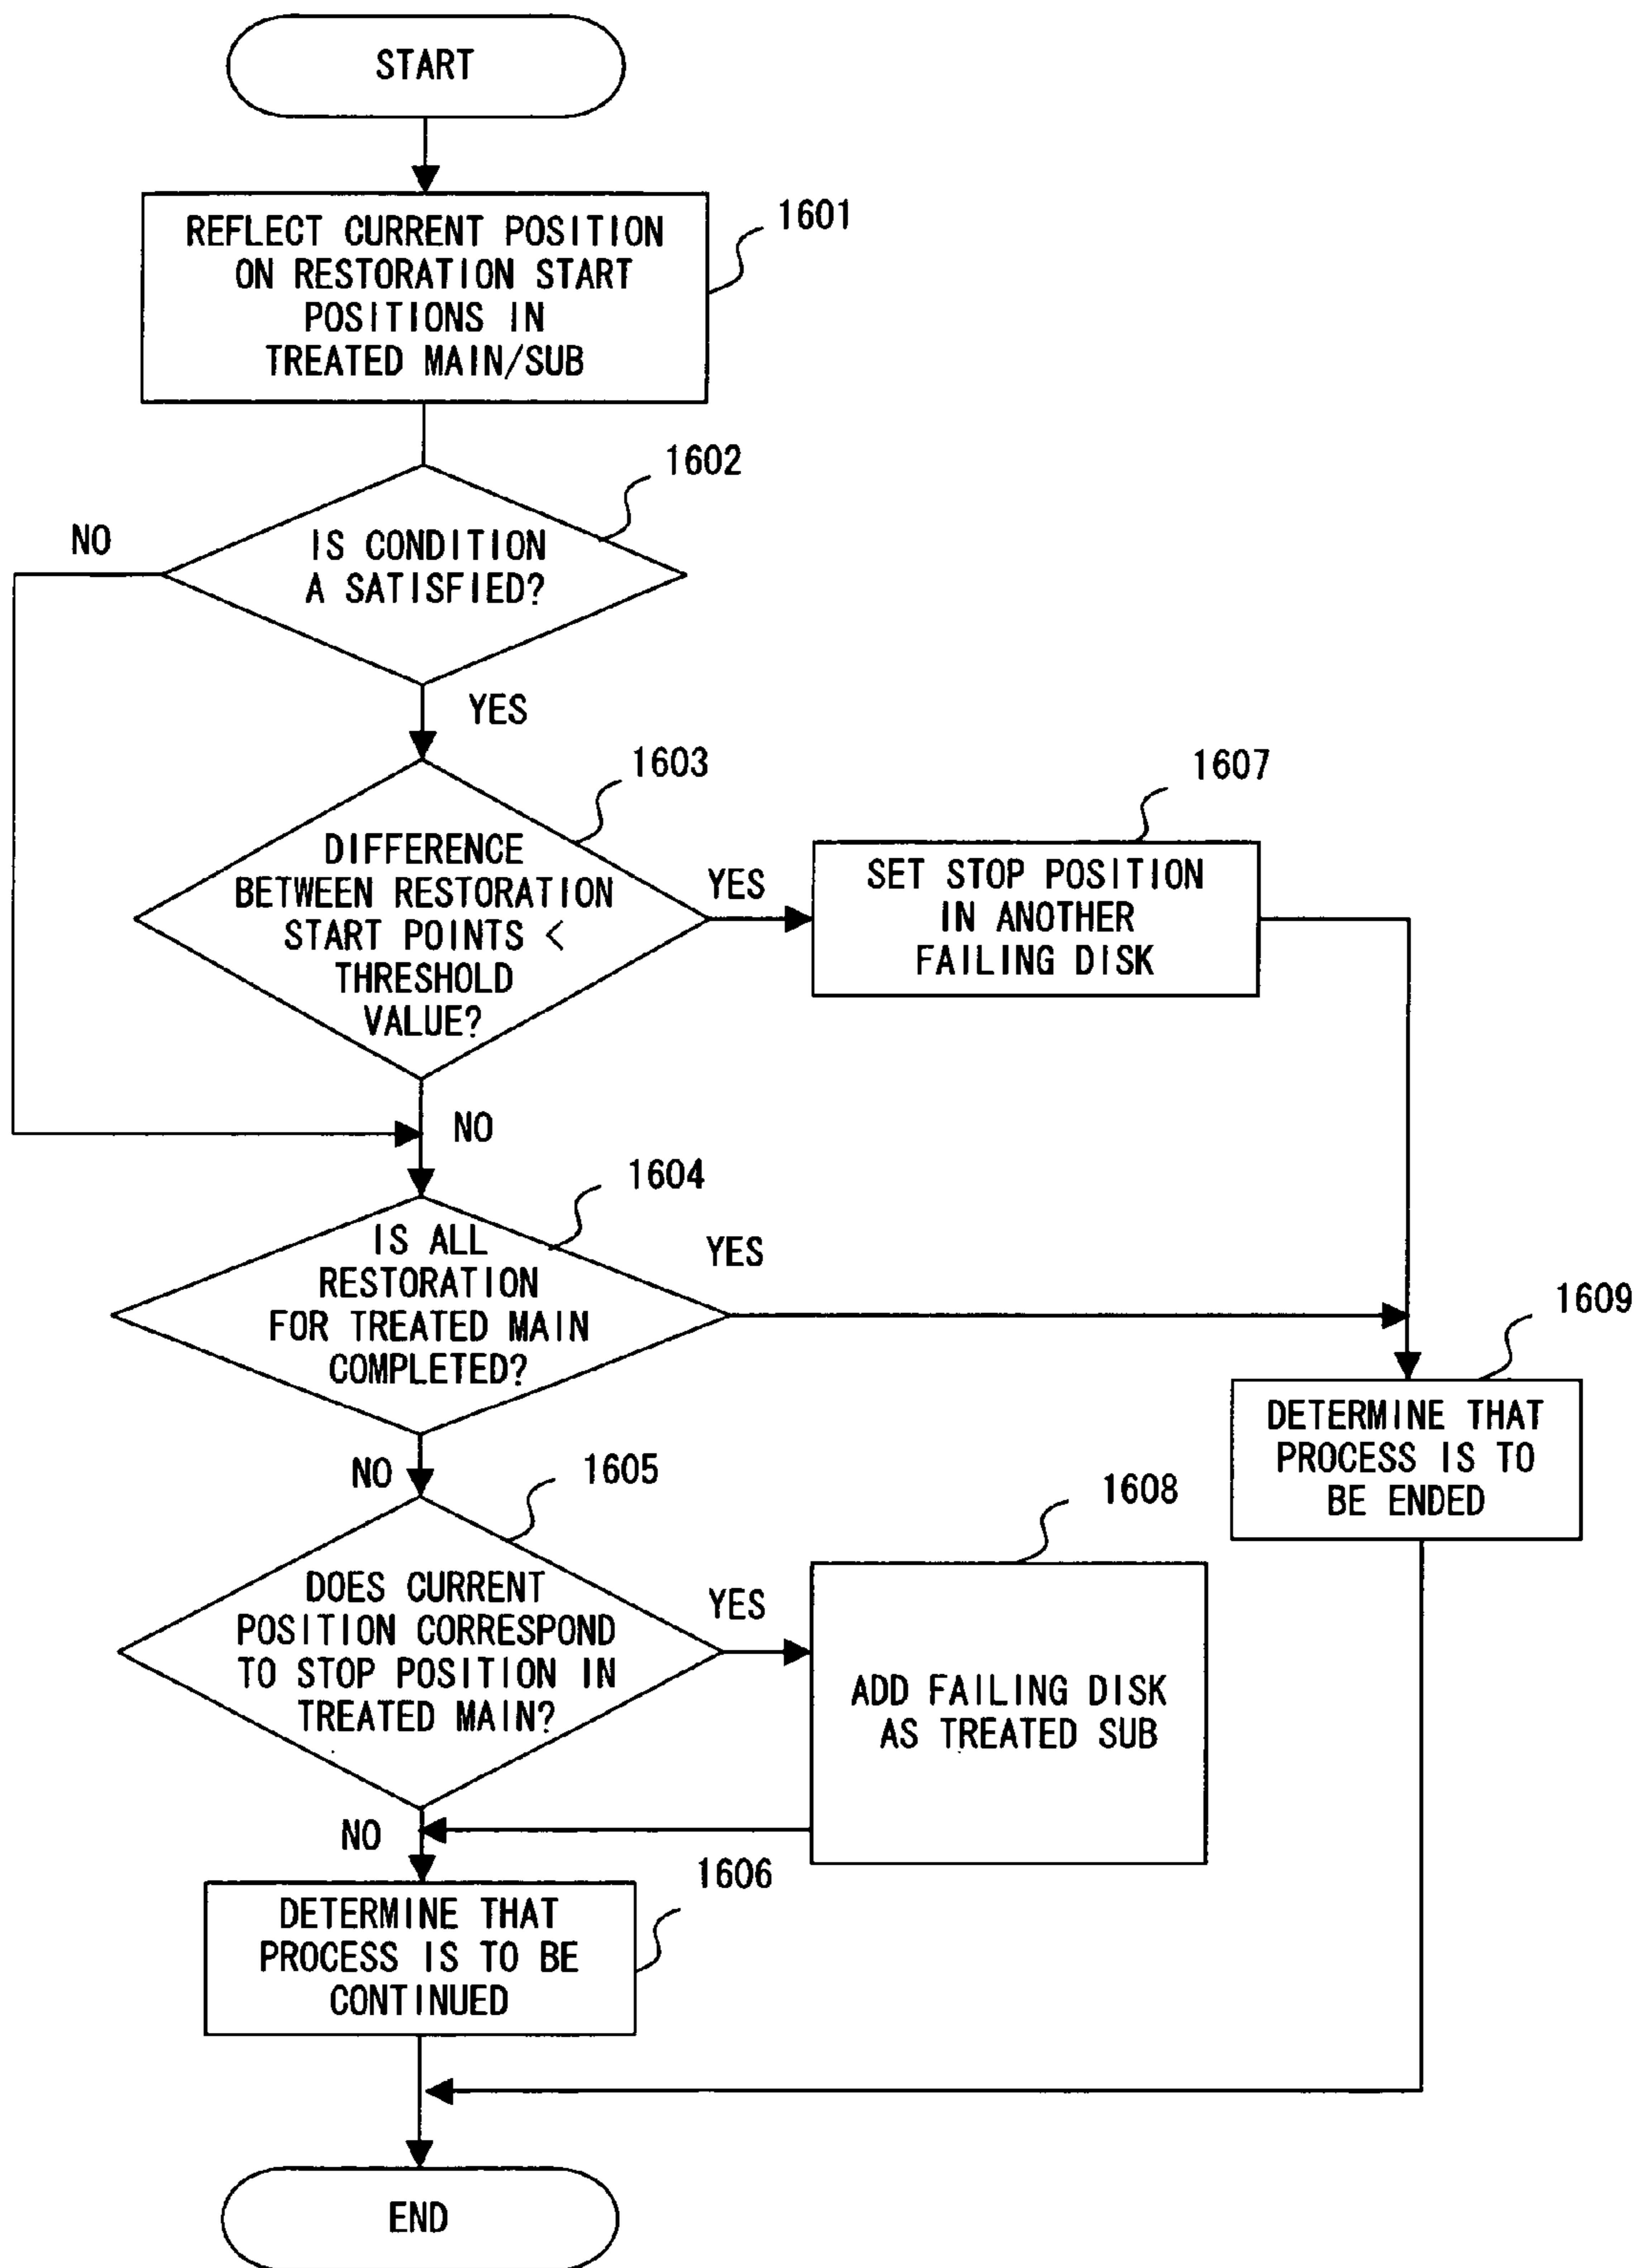 START
REFLECT CURRENT POSITION
ON RESTORATION START
POSITIONS IN
TREATED MAIN/SUB
1601
1602
IS CONDITION
A SATISFIED?
NO
YES
1603
DIFFERENCE
BETWEEN RESTORATION
START POINTS <
THRESHOLD
VALUE?
YES
1607
SET STOP POSITION
IN ANOTHER
FAILING DISK
NO
1604
IS ALL
RESTORATION
FOR TREATED MAIN
COMPLETED?
YES
1609
DETERMINE THAT
PROCESS IS TO
BE ENDED
NO
1605
DOES CURRENT
POSITION CORRESPOND
TO STOP POSITION IN
TREATED MAIN?
YES
1608
ADD FAILING DISK
AS TREATED SUB
NO
1606
DETERMINE THAT
PROCESS IS TO BE
CONTINUED
END